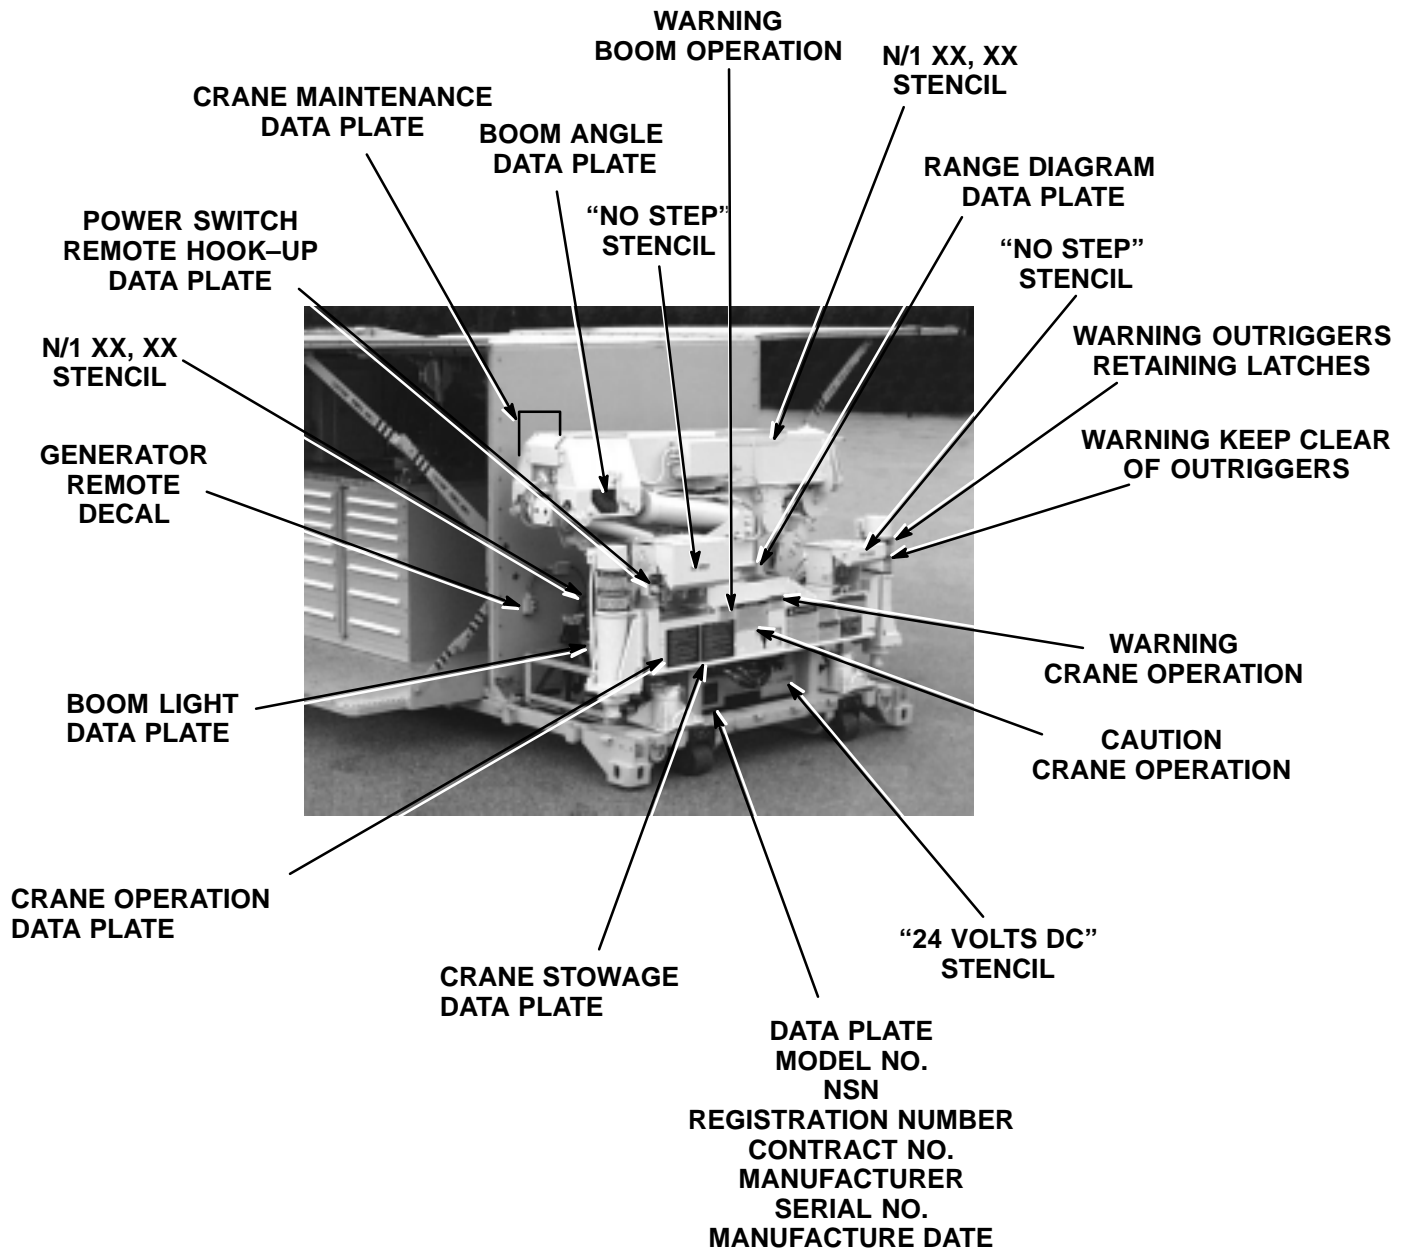 WARNING
BOOM OPERATION
N/1 XX, XX
STENCIL
CRANE MAINTENANCE
DATA PLATE
BOOM ANGLE
DATA PLATE
RANGE DIAGRAM
DATA PLATE
“NO STEP”
STENCIL
POWER SWITCH
REMOTE HOOK–UP
DATA PLATE
“NO STEP”
STENCIL
N/1 XX, XX
STENCIL
WARNING OUTRIGGERS
RETAINING LATCHES
GENERATOR
REMOTE
DECAL
WARNING KEEP CLEAR
OF OUTRIGGERS
WARNING
CRANE OPERATION
BOOM LIGHT
DATA PLATE
CAUTION
CRANE OPERATION
CRANE OPERATION
DATA PLATE
“24 VOLTS DC”
STENCIL
CRANE STOWAGE
DATA PLATE
DATA PLATE
MODEL NO.
NSN
REGISTRATION NUMBER
CONTRACT NO.
MANUFACTURER
SERIAL NO.
MANUFACTURE DATE